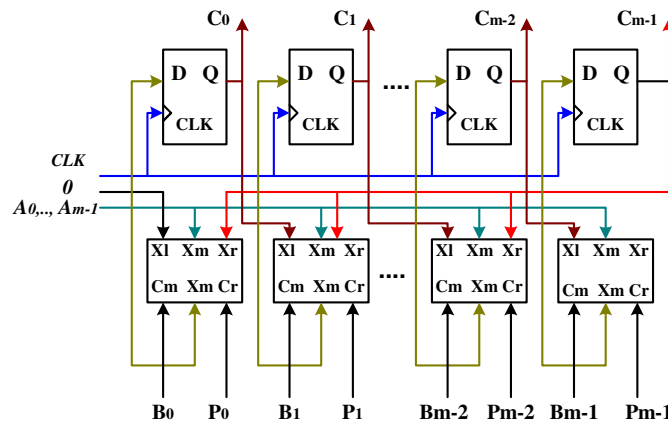 C0 C1 Cm-2 Cm-1
D Q D Q .... D Q D Q
CLK CLK CLK CLK
CLK
0
A0,.., Am-1
Xl Xm Xr Xl Xm Xr Xl Xm Xr Xl Xm Xr
....
Cm Xm Cr Cm Xm Cr Cm Xm Cr Cm Xm Cr
B0 P0 B1 P1 Bm-2 Pm-2 Bm-1 Pm-1